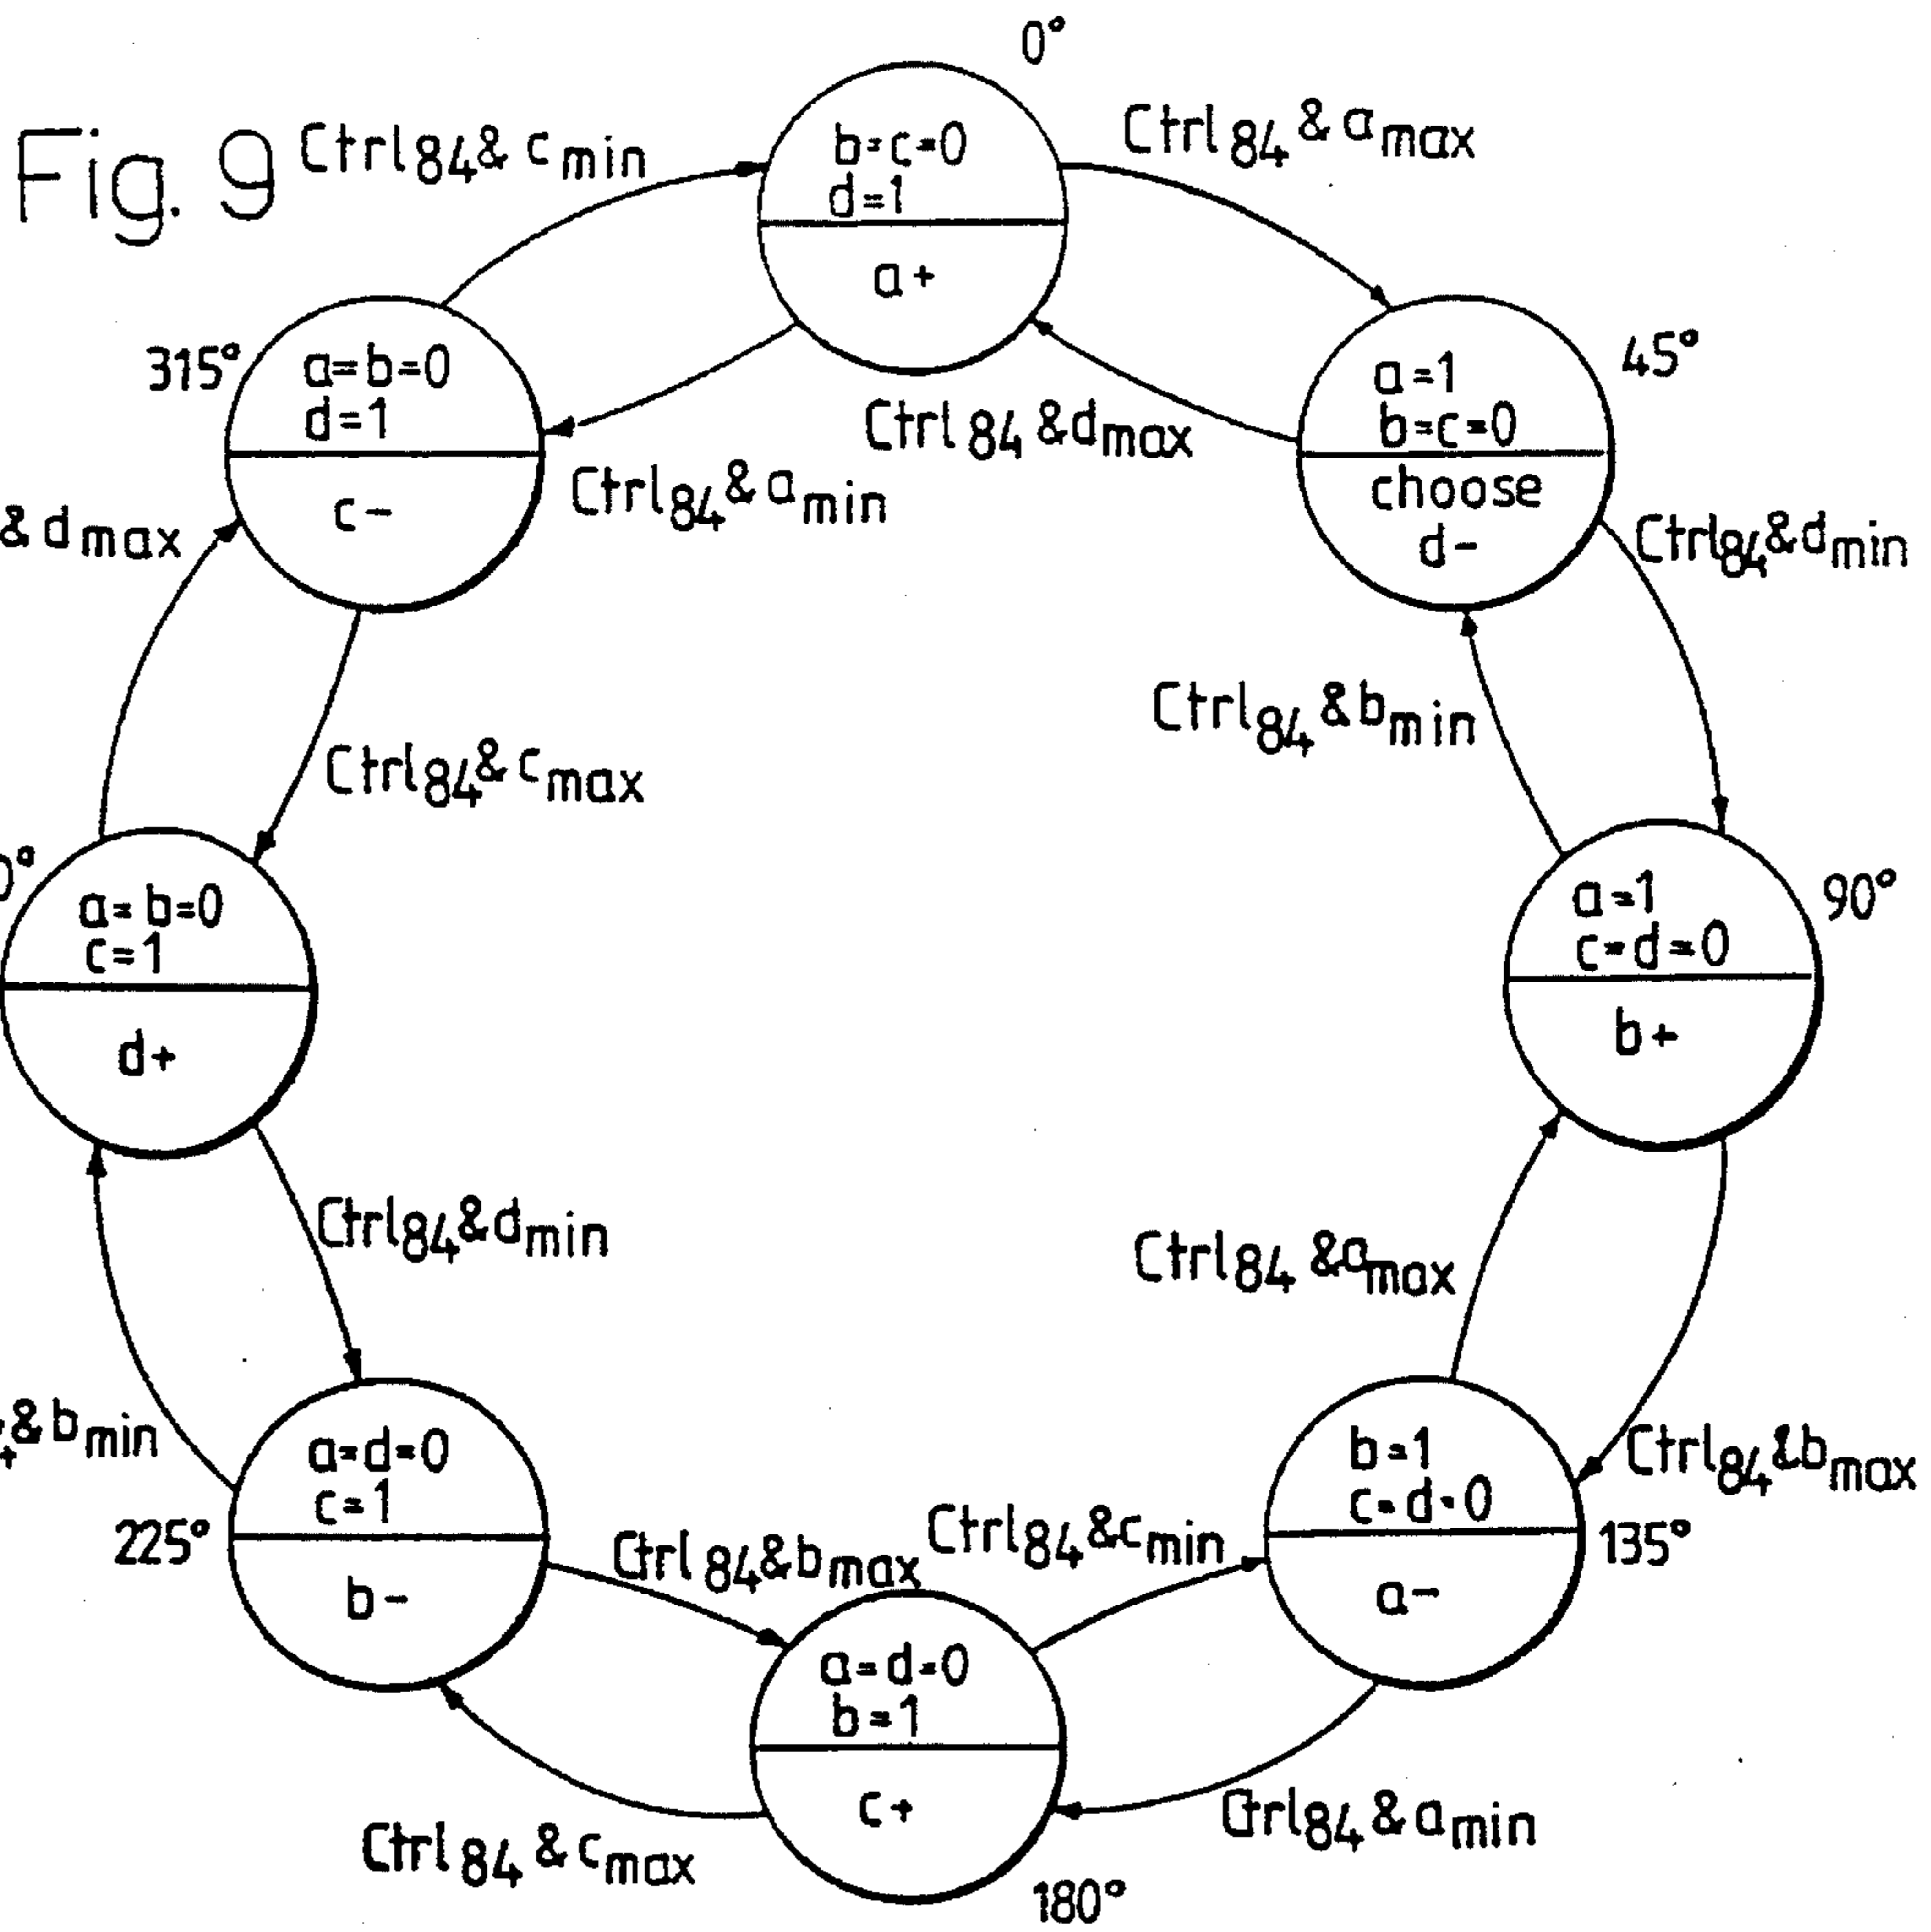 0°
Fig. 9
Ctrl84 & cmin
b=c=0
d=1
a+
Ctrl84 & amax
315°
a=b=0
d=1
c-
Ctrl84 & amin
Ctrl84 & dmax
a=1
b=c=0
choose
d-
45°
& dmax
Ctrl84 & dmin
Ctrl84 & cmax
Ctrl84 & bmin
0°
a=b=0
c=1
d+
a=1
c=d=0
b+
90°
Ctrl84 & dmin
Ctrl84 & amax
& bmin
a=d=0
c=1
b-
225°
Ctrl84 & bmax
Ctrl84 & cmin
b=1
c=d=0
a-
135°
Ctrl84 & bmax
a=d=0
b=1
c+
180°
Ctrl84 & cmax
Ctrl84 & amin